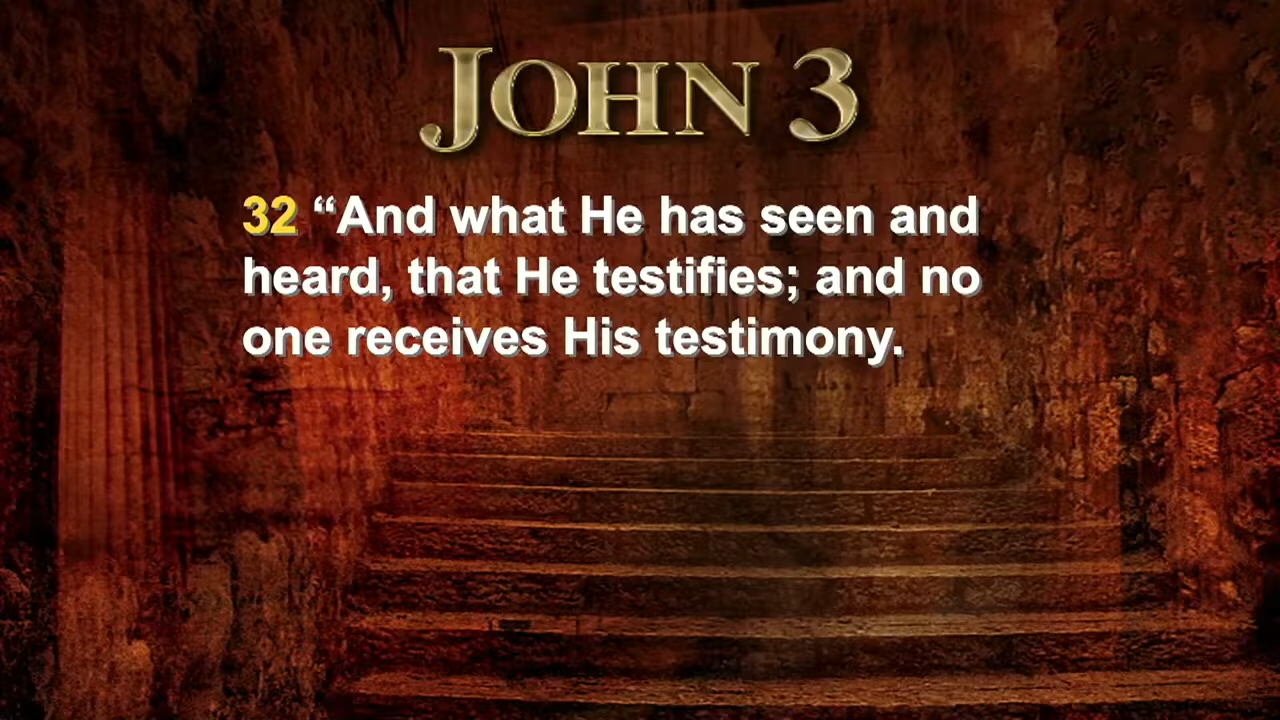 JOHN 3
32 “And what He has seen and
heard, that He testifies; and no
one receives His testimony.